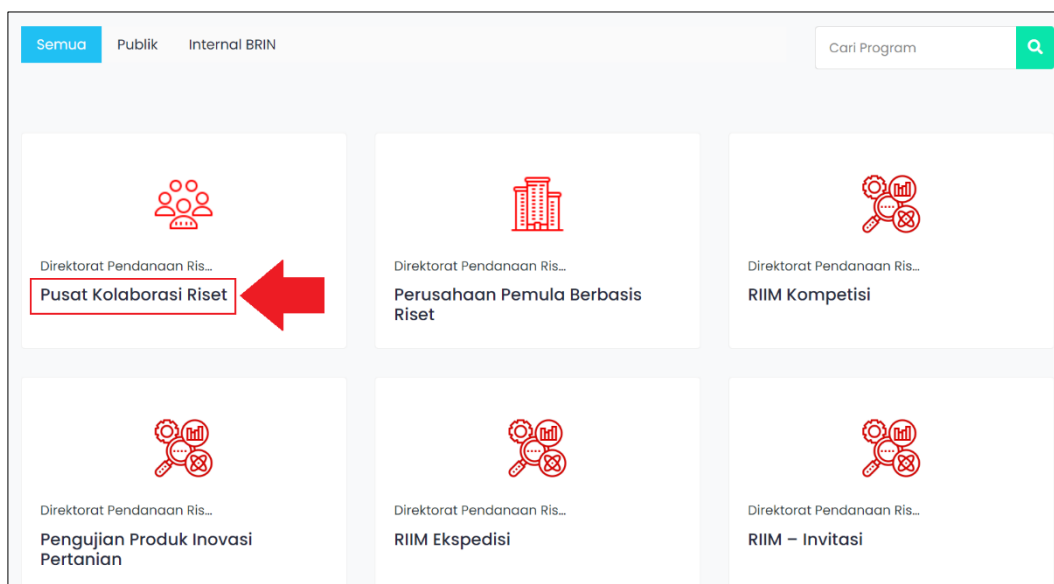 Semua Publik Internal BRIN Cari Program
Direktorat Pendanaan Ris...
Pusat Kolaborasi Riset
Direktorat Pendanaan Ris...
Perusahaan Pemula Berbasis
Riset
Direktorat Pendanaan Ris...
RIIM Kompetisi
Direktorat Pendanaan Ris...
Pengujian Produk Inovasi
Pertanian
Direktorat Pendanaan Ris...
RIIM Ekspedisi
Direktorat Pendanaan Ris...
RIIM – Invitasi